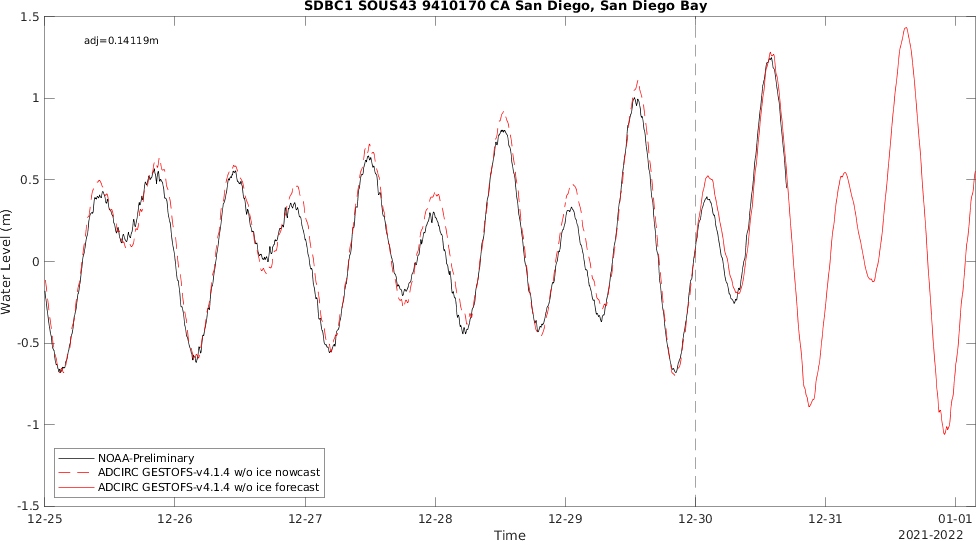 SDBC1 SOUS43 9410170 CA San Diego, San Diego Bay
adj=0.14119m
1.5
1
0.5
0
-0.5
-1
-1.5
Water Level (m)
NOAA-Preliminary
ADCIRC GESTOFS-v4.1.4 w/o ice nowcast
ADCIRC GESTOFS-v4.1.4 w/o ice forecast
12-25 12-26 12-27 12-28 12-29 12-30 12-31 01-01
Time
2021-2022